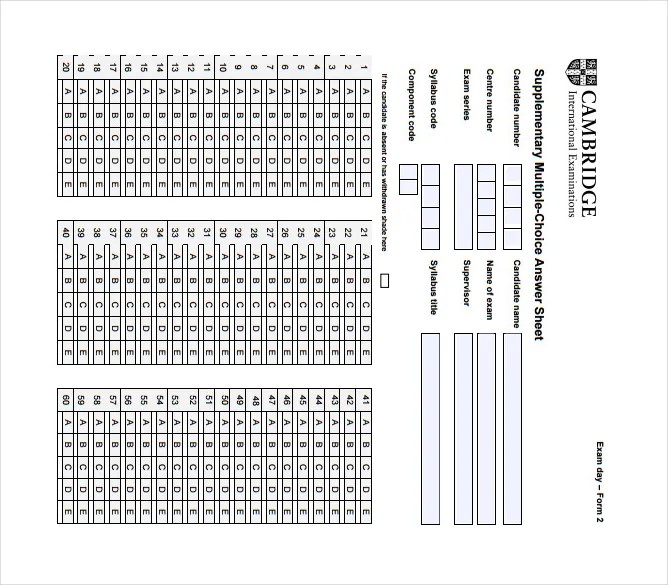 CAMBRIDGE
International Examinations
Exam day – Form 2
Supplementary Multiple-Choice Answer Sheet
Candidate number Candidate name
Centre number Name of exam
Exam series Supervisor
Syllabus code Syllabus title
Component code
If the candidate is absent or has withdrawn shade here
1 A B C D E 21 A B C D E 41 A B C D E
2 A B C D E 22 A B C D E 42 A B C D E
3 A B C D E 23 A B C D E 43 A B C D E
4 A B C D E 24 A B C D E 44 A B C D E
5 A B C D E 25 A B C D E 45 A B C D E
6 A B C D E 26 A B C D E 46 A B C D E
7 A B C D E 27 A B C D E 47 A B C D E
8 A B C D E 28 A B C D E 48 A B C D E
9 A B C D E 29 A B C D E 49 A B C D E
10 A B C D E 30 A B C D E 50 A B C D E
11 A B C D E 31 A B C D E 51 A B C D E
12 A B C D E 32 A B C D E 52 A B C D E
13 A B C D E 33 A B C D E 53 A B C D E
14 A B C D E 34 A B C D E 54 A B C D E
15 A B C D E 35 A B C D E 55 A B C D E
16 A B C D E 36 A B C D E 56 A B C D E
17 A B C D E 37 A B C D E 57 A B C D E
18 A B C D E 38 A B C D E 58 A B C D E
19 A B C D E 39 A B C D E 59 A B C D E
20 A B C D E 40 A B C D E 60 A B C D E